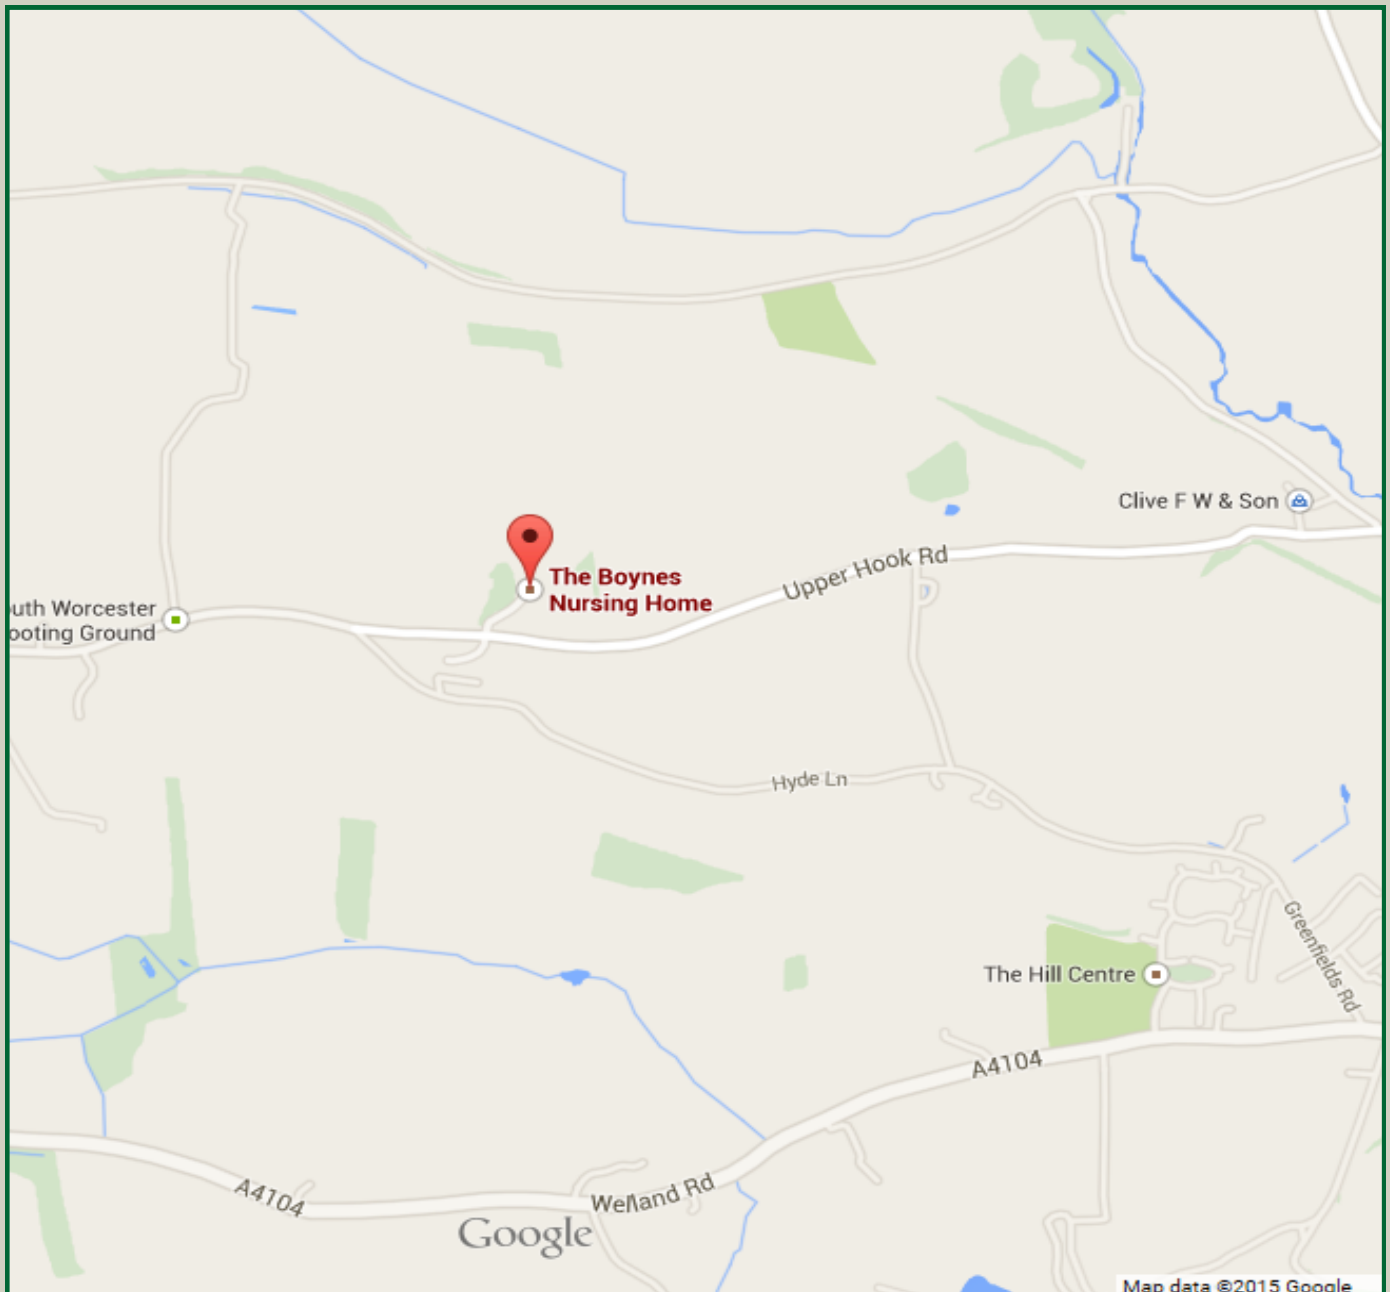 Clive F W & Son
Upper Hook Rd
The Boynes
Nursing Home
uth Worcester
ooting Ground
Hyde Ln
Greenfields Rd
The Hill Centre
A4104
A4104
Welland Rd
Google
Map data ©2015 Google